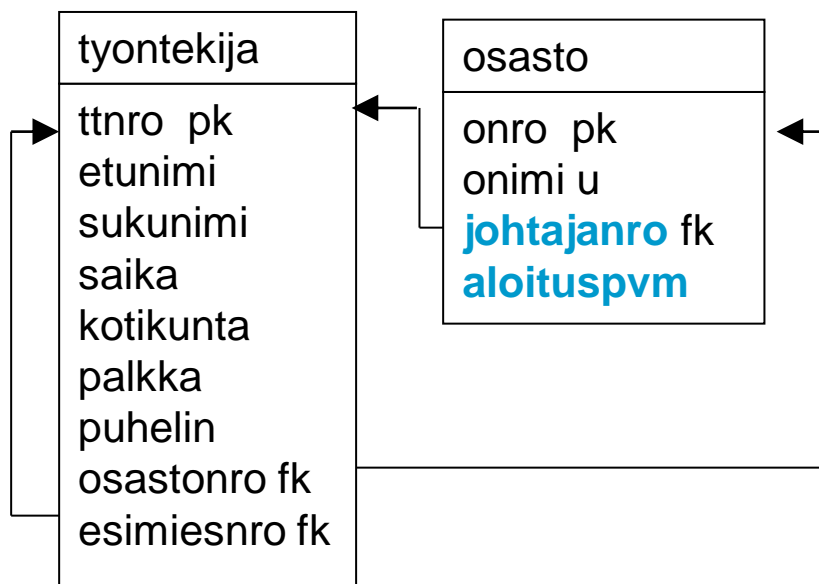 tyontekija
ttnro pk
etunimi
sukunimi
saika
kotikunta
palkka
puhelin
osastonro fk
esimiesnro fk
osasto
onro pk
onimi u
johtajanro fk
aloituspvm